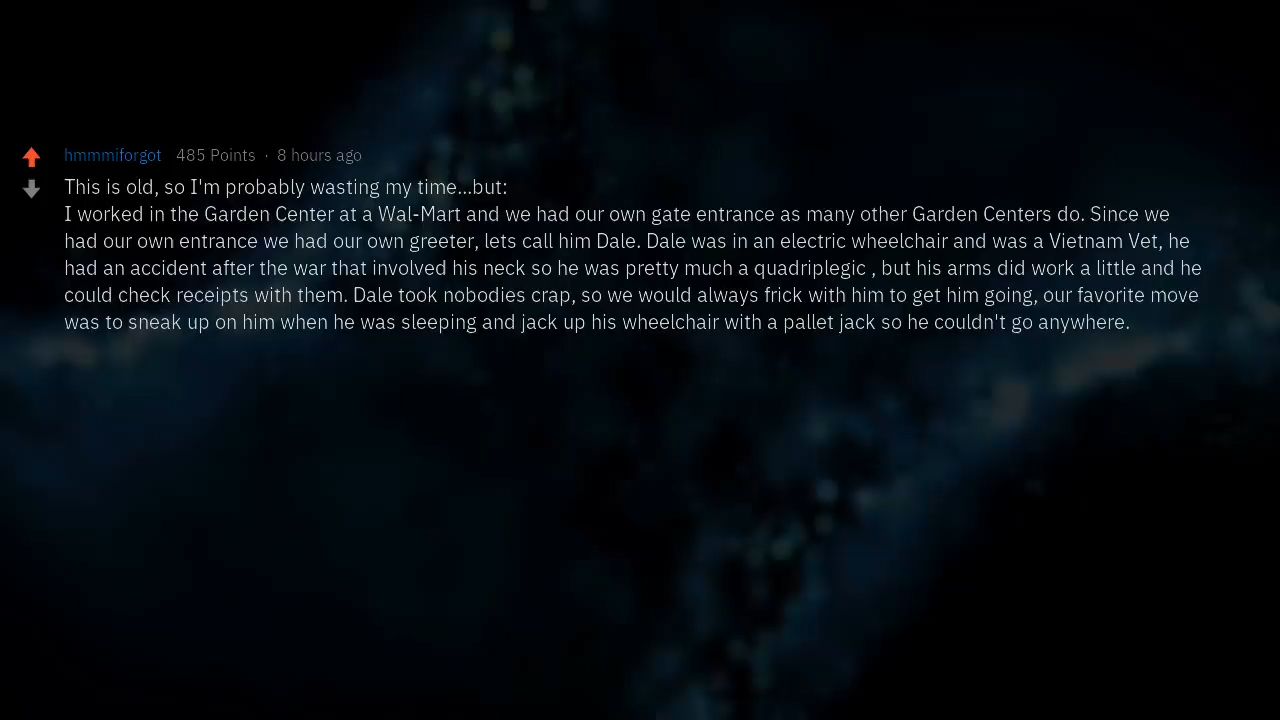 hmmmiforgot 485 Points · 8 hours ago
This is old, so I'm probably wasting my time...but:
I worked in the Garden Center at a Wal-Mart and we had our own gate entrance as many other Garden Centers do. Since we
had our own entrance we had our own greeter, lets call him Dale. Dale was in an electric wheelchair and was a Vietnam Vet, he
had an accident after the war that involved his neck so he was pretty much a quadriplegic , but his arms did work a little and he
could check receipts with them. Dale took nobodies crap, so we would always frick with him to get him going, our favorite move
was to sneak up on him when he was sleeping and jack up his wheelchair with a pallet jack so he couldn't go anywhere.